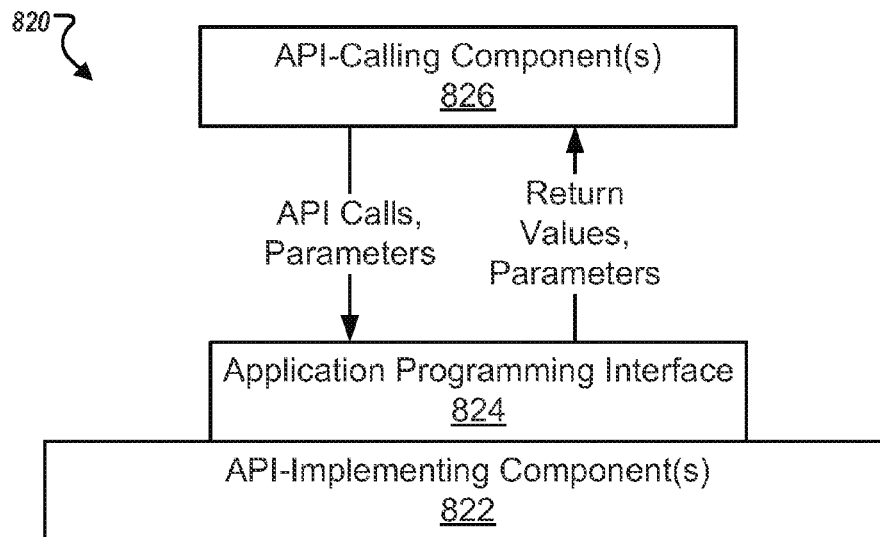 820
API-Calling Component(s)
826
API Calls,
Parameters
Return
Values,
Parameters
Application Programming Interface
824
API-Implementing Component(s)
822